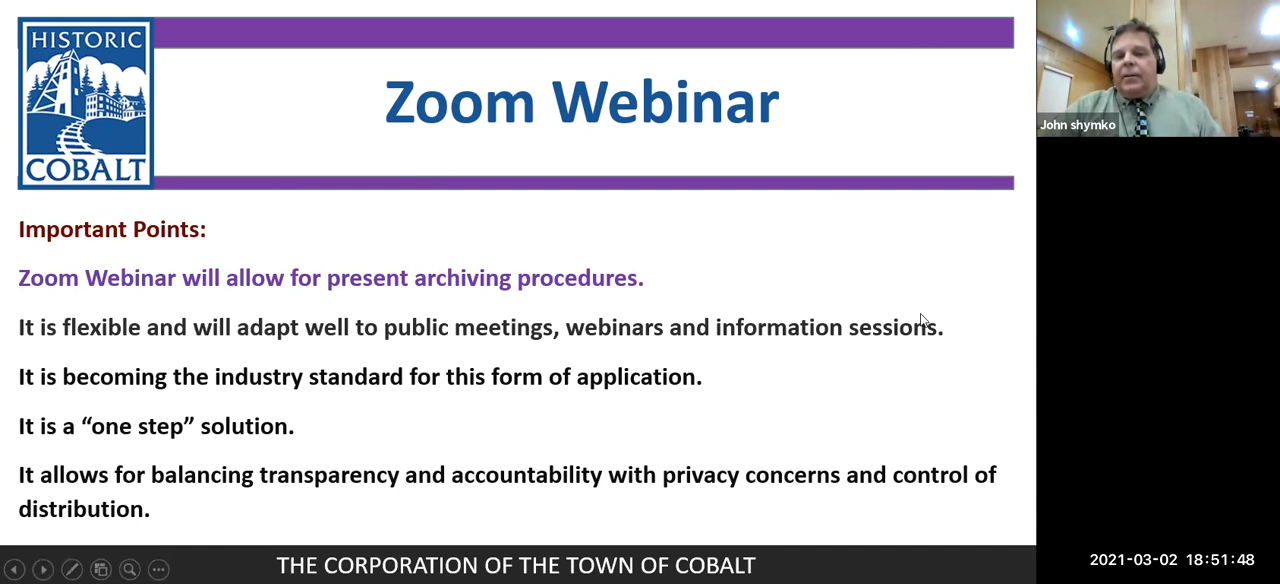 HISTORIC
COBALT
Zoom Webinar
John shymko
Important Points:
Zoom Webinar will allow for present archiving procedures.
It is flexible and will adapt well to public meetings, webinars and information sessions.
It is becoming the industry standard for this form of application.
It is a “one step” solution.
It allows for balancing transparency and accountability with privacy concerns and control of
distribution.
THE CORPORATION OF THE TOWN OF COBALT
2021-03-02 18:51:48